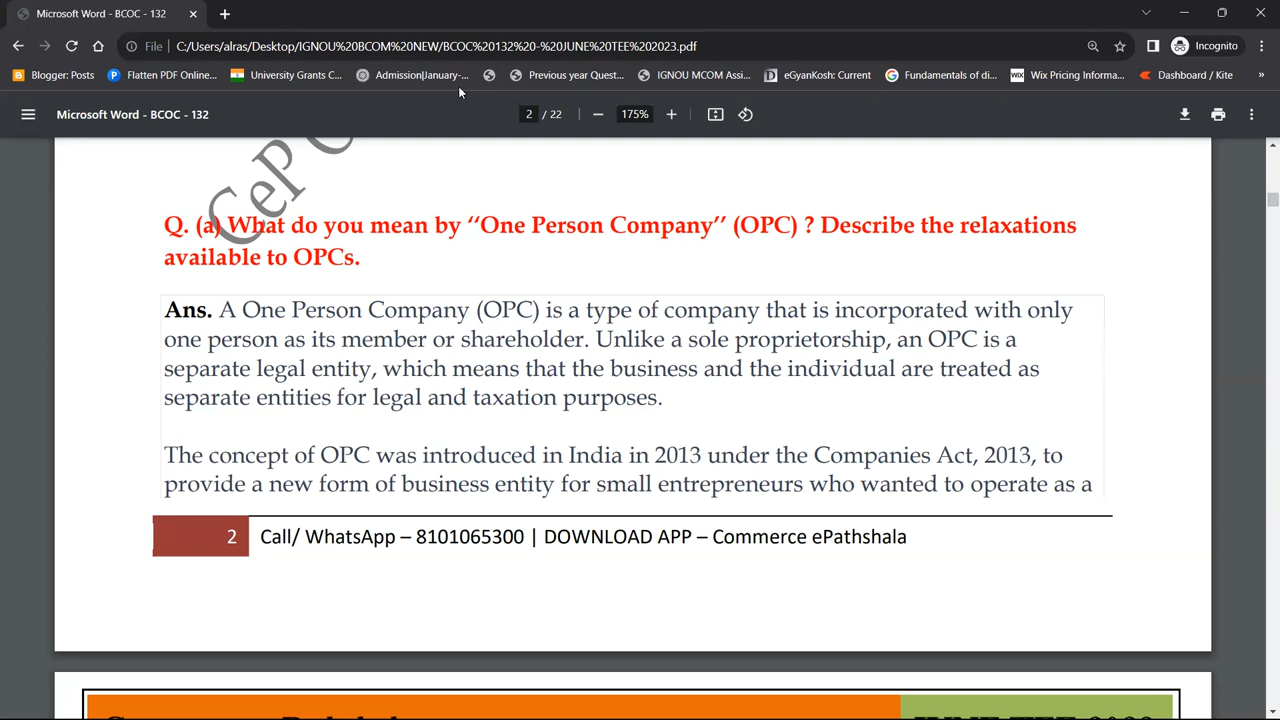 Microsoft Word - BCOC - 132
Incognito
File C:/Users/alras/Desktop/IGNOU%20BCOM%20NEW/BCOC%20132%20-%20JUNE%20TEE%202023.pdf
Blogger: Posts Flatten PDF Online... University Grants C... Admission|January-... Previous year Quest... IGNOU MCOM Assi... eGyanKosh: Current Fundamentals of di... WIX Wix Pricing Informa... Dashboard / Kite »
Microsoft Word - BCOC - 132 2 / 22 175%
CeP
Q. (a) What do you mean by ‘‘One Person Company’’ (OPC) ? Describe the relaxations
available to OPCs.
Ans. A One Person Company (OPC) is a type of company that is incorporated with only
one person as its member or shareholder. Unlike a sole proprietorship, an OPC is a
separate legal entity, which means that the business and the individual are treated as
separate entities for legal and taxation purposes.
The concept of OPC was introduced in India in 2013 under the Companies Act, 2013, to
provide a new form of business entity for small entrepreneurs who wanted to operate as a
2 Call/ WhatsApp – 8101065300 | DOWNLOAD APP – Commerce ePathshala